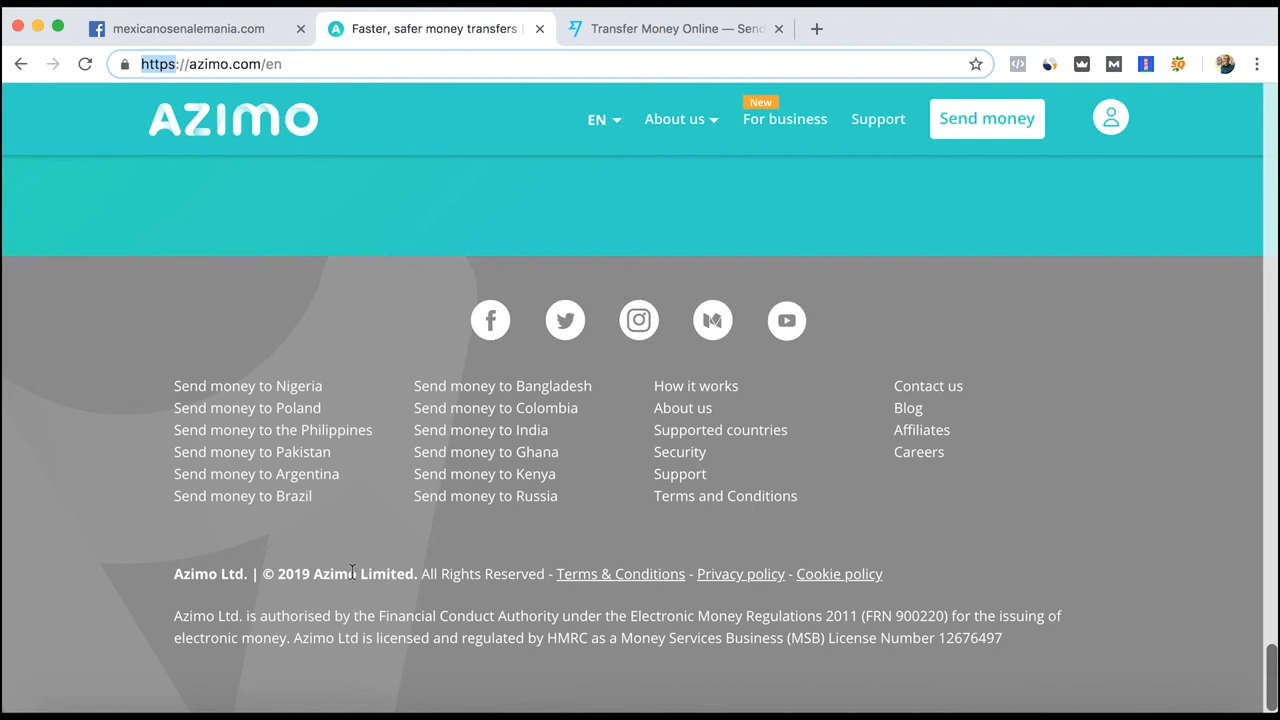 mexicanosenalemania.com
Faster, safer money transfers |
Transfer Money Online — Send
https://azimo.com/en
AZIMO
EN
About us
New
For business
Support
Send money
Send money to Nigeria
Send money to Poland
Send money to the Philippines
Send money to Pakistan
Send money to Argentina
Send money to Brazil
Send money to Bangladesh
Send money to Colombia
Send money to India
Send money to Ghana
Send money to Kenya
Send money to Russia
How it works
About us
Supported countries
Security
Support
Terms and Conditions
Contact us
Blog
Affiliates
Careers
Azimo Ltd. | © 2019 Azimo Limited. All Rights Reserved - Terms & Conditions - Privacy policy - Cookie policy
Azimo Ltd. is authorised by the Financial Conduct Authority under the Electronic Money Regulations 2011 (FRN 900220) for the issuing of
electronic money. Azimo Ltd is licensed and regulated by HMRC as a Money Services Business (MSB) License Number 12676497